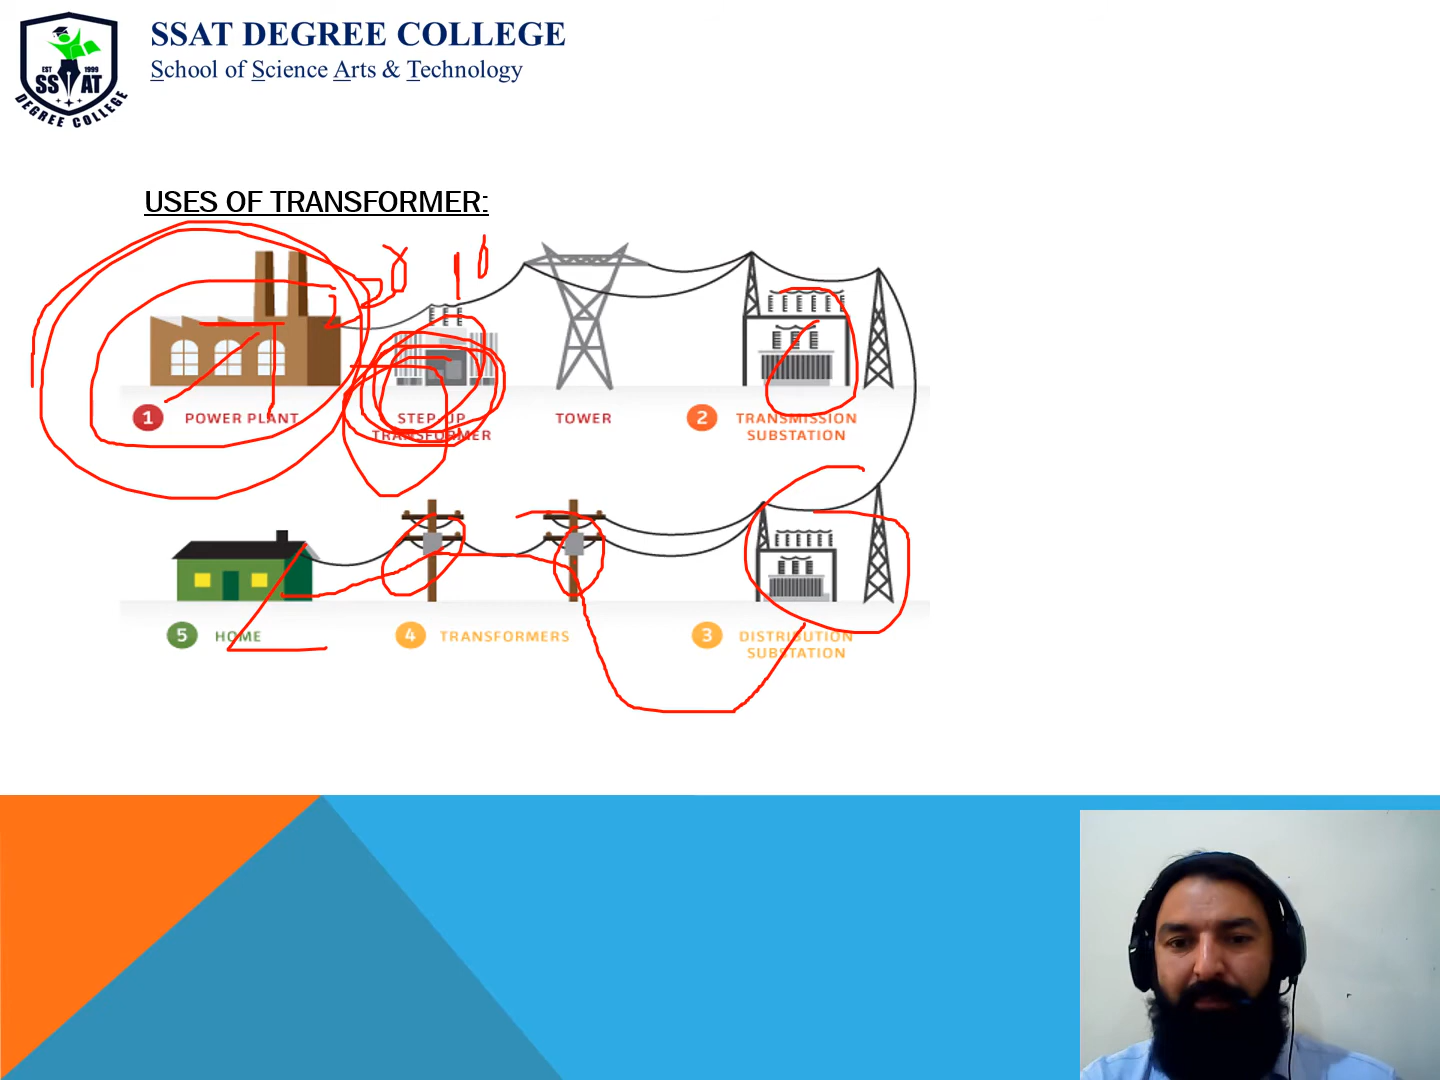 SSAT DEGREE COLLEGE
School of Science Arts & Technology
EST 1999
SS AT
DEGREE COLLEGE
USES OF TRANSFORMER:
1 POWER PLANT
STEP-UP
TRANSFORMER
TOWER
2 TRANSMISSION
SUBSTATION
5 HOME
4 TRANSFORMERS
3 DISTRIBUTION
SUBSTATION